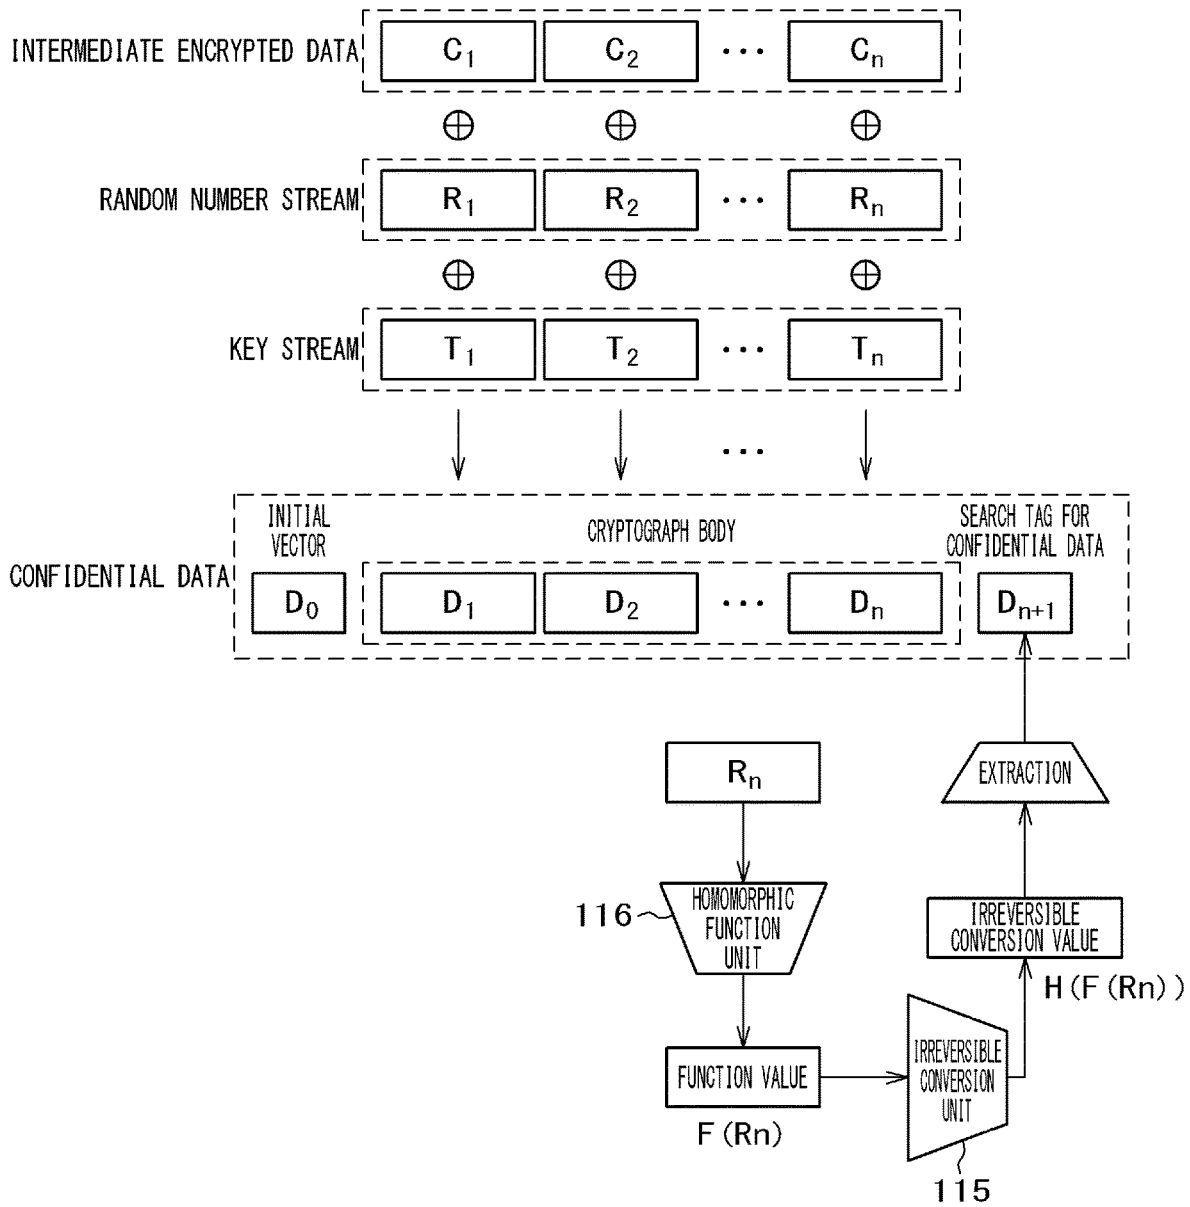 INTERMEDIATE ENCRYPTED DATA C1 C2 ··· Cn
⊕ ⊕ ⊕
RANDOM NUMBER STREAM R1 R2 ··· Rn
⊕ ⊕ ⊕
KEY STREAM T1 T2 ··· Tn
···
INITIAL
VECTOR
CRYPTOGRAPH BODY
SEARCH TAG FOR
CONFIDENTIAL DATA
CONFIDENTIAL DATA D0 D1 D2 ··· Dn Dn+1
Rn
EXTRACTION
116
HOMOMORPHIC
FUNCTION
UNIT
IRREVERSIBLE
CONVERSION VALUE
H(F(Rn))
FUNCTION VALUE
F(Rn)
IRREVERSIBLE
CONVERSION
UNIT
115